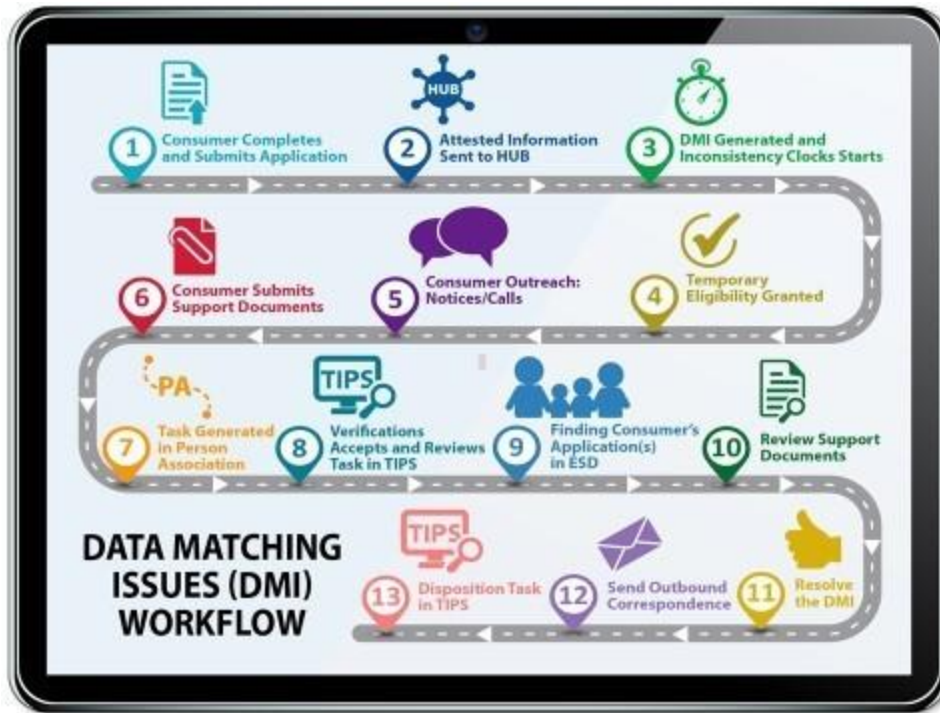 HUB
1
Consumer Completes
and Submits Application
2
Attested Information
Sent to HUB
3
DMI Generated and
Inconsistency Clocks Starts
6
Consumer Submits
Support Documents
5
Consumer Outreach:
Notices/Calls
4
Temporary
Eligibility Granted
PA
7
Task Generated
in Person
Association
TIPS
8
Verifications
Accepts and Reviews
Task in TIPS
9
Finding Consumer's
Application(s)
in ESD
10
Review Support
Documents
DATA MATCHING
ISSUES (DMI)
WORKFLOW
TIPS
13
Disposition Task
in TIPS
12
Send Outbound
Correspondence
11
Resolve
the DMI